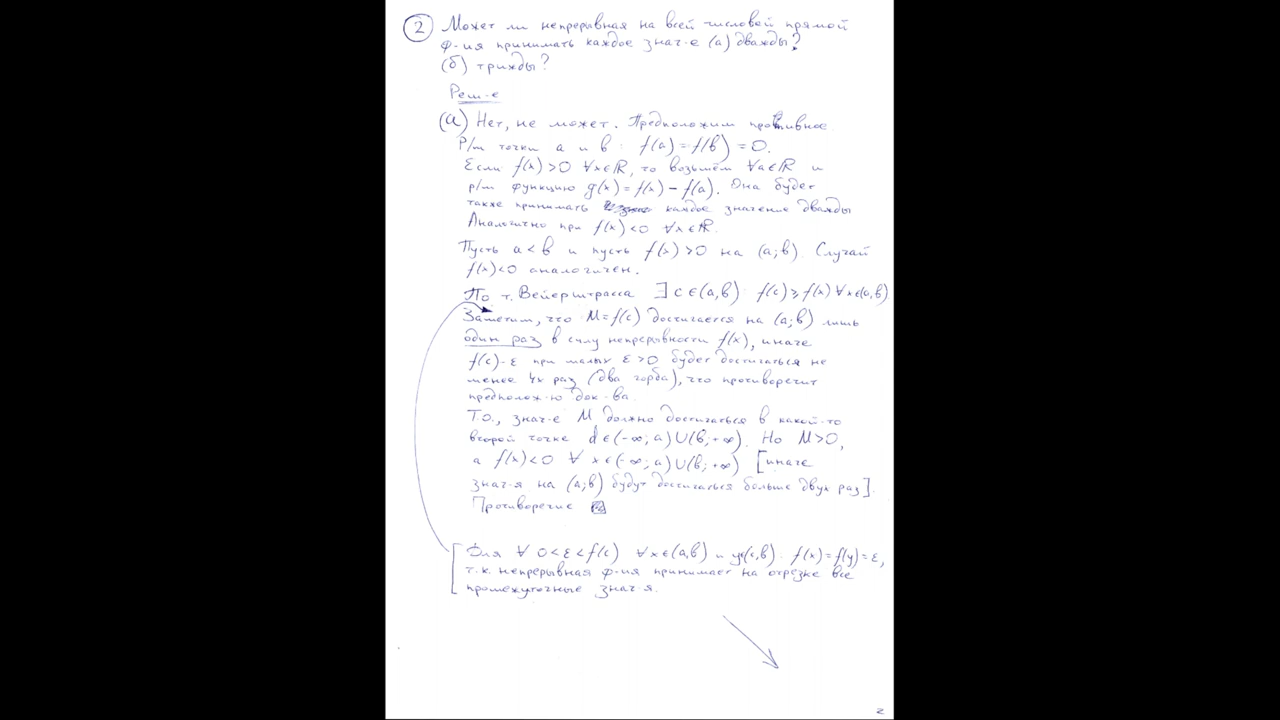 2 Может ли непрерывная на всей числовой прямой
ф-ия принимать каждое знач-е (а) дважды?
(б) трижды?
Реш-е
(а) Нет, не может. Предположим противное.
Р/м точки a и b: f(a) = f(b) = 0.
Если f(x)>0 ∀x∈ℝ, то возьмём ∀a∈ℝ и
р/м функцию g(x) = f(x) – f(a). Она будет
также принимать каждое значение дважды
Аналогично при f(x)<0 ∀x∈ℝ.
Пусть a<b и пусть f(x)>0 на (a;b). Случай
f(x)<0 аналогичен.
По т. Вейерштрасса ∃c∈(a,b): f(c)≥f(x) ∀x∈(a,b)
Заметим, что M=f(c) достигается на (a;b) лишь
один раз в силу непрерывности f(x), иначе
f(c)-ε при малых ε>0 будет достигаться не
менее 4х раз (два горба), что противоречит
предполож-ю док-ва.
Т.О., знач-е M должно достигаться в какой-то
второй точке d∈(-∞;a)∪(b;+∞). Но M>0,
а f(x)<0 ∀ x∈(-∞;a)∪(b;+∞) [иначе
знач-я на (a;b) будут достигаться больше двух раз].
Противоречие
[Для ∀ 0<ε<f(c) ∀x∈(a,b) и y∈(c,b): f(x)=f(y)=ε,
т.к. непрерывная ф-ия принимает на отрезке все
промежуточные знач-я.
2